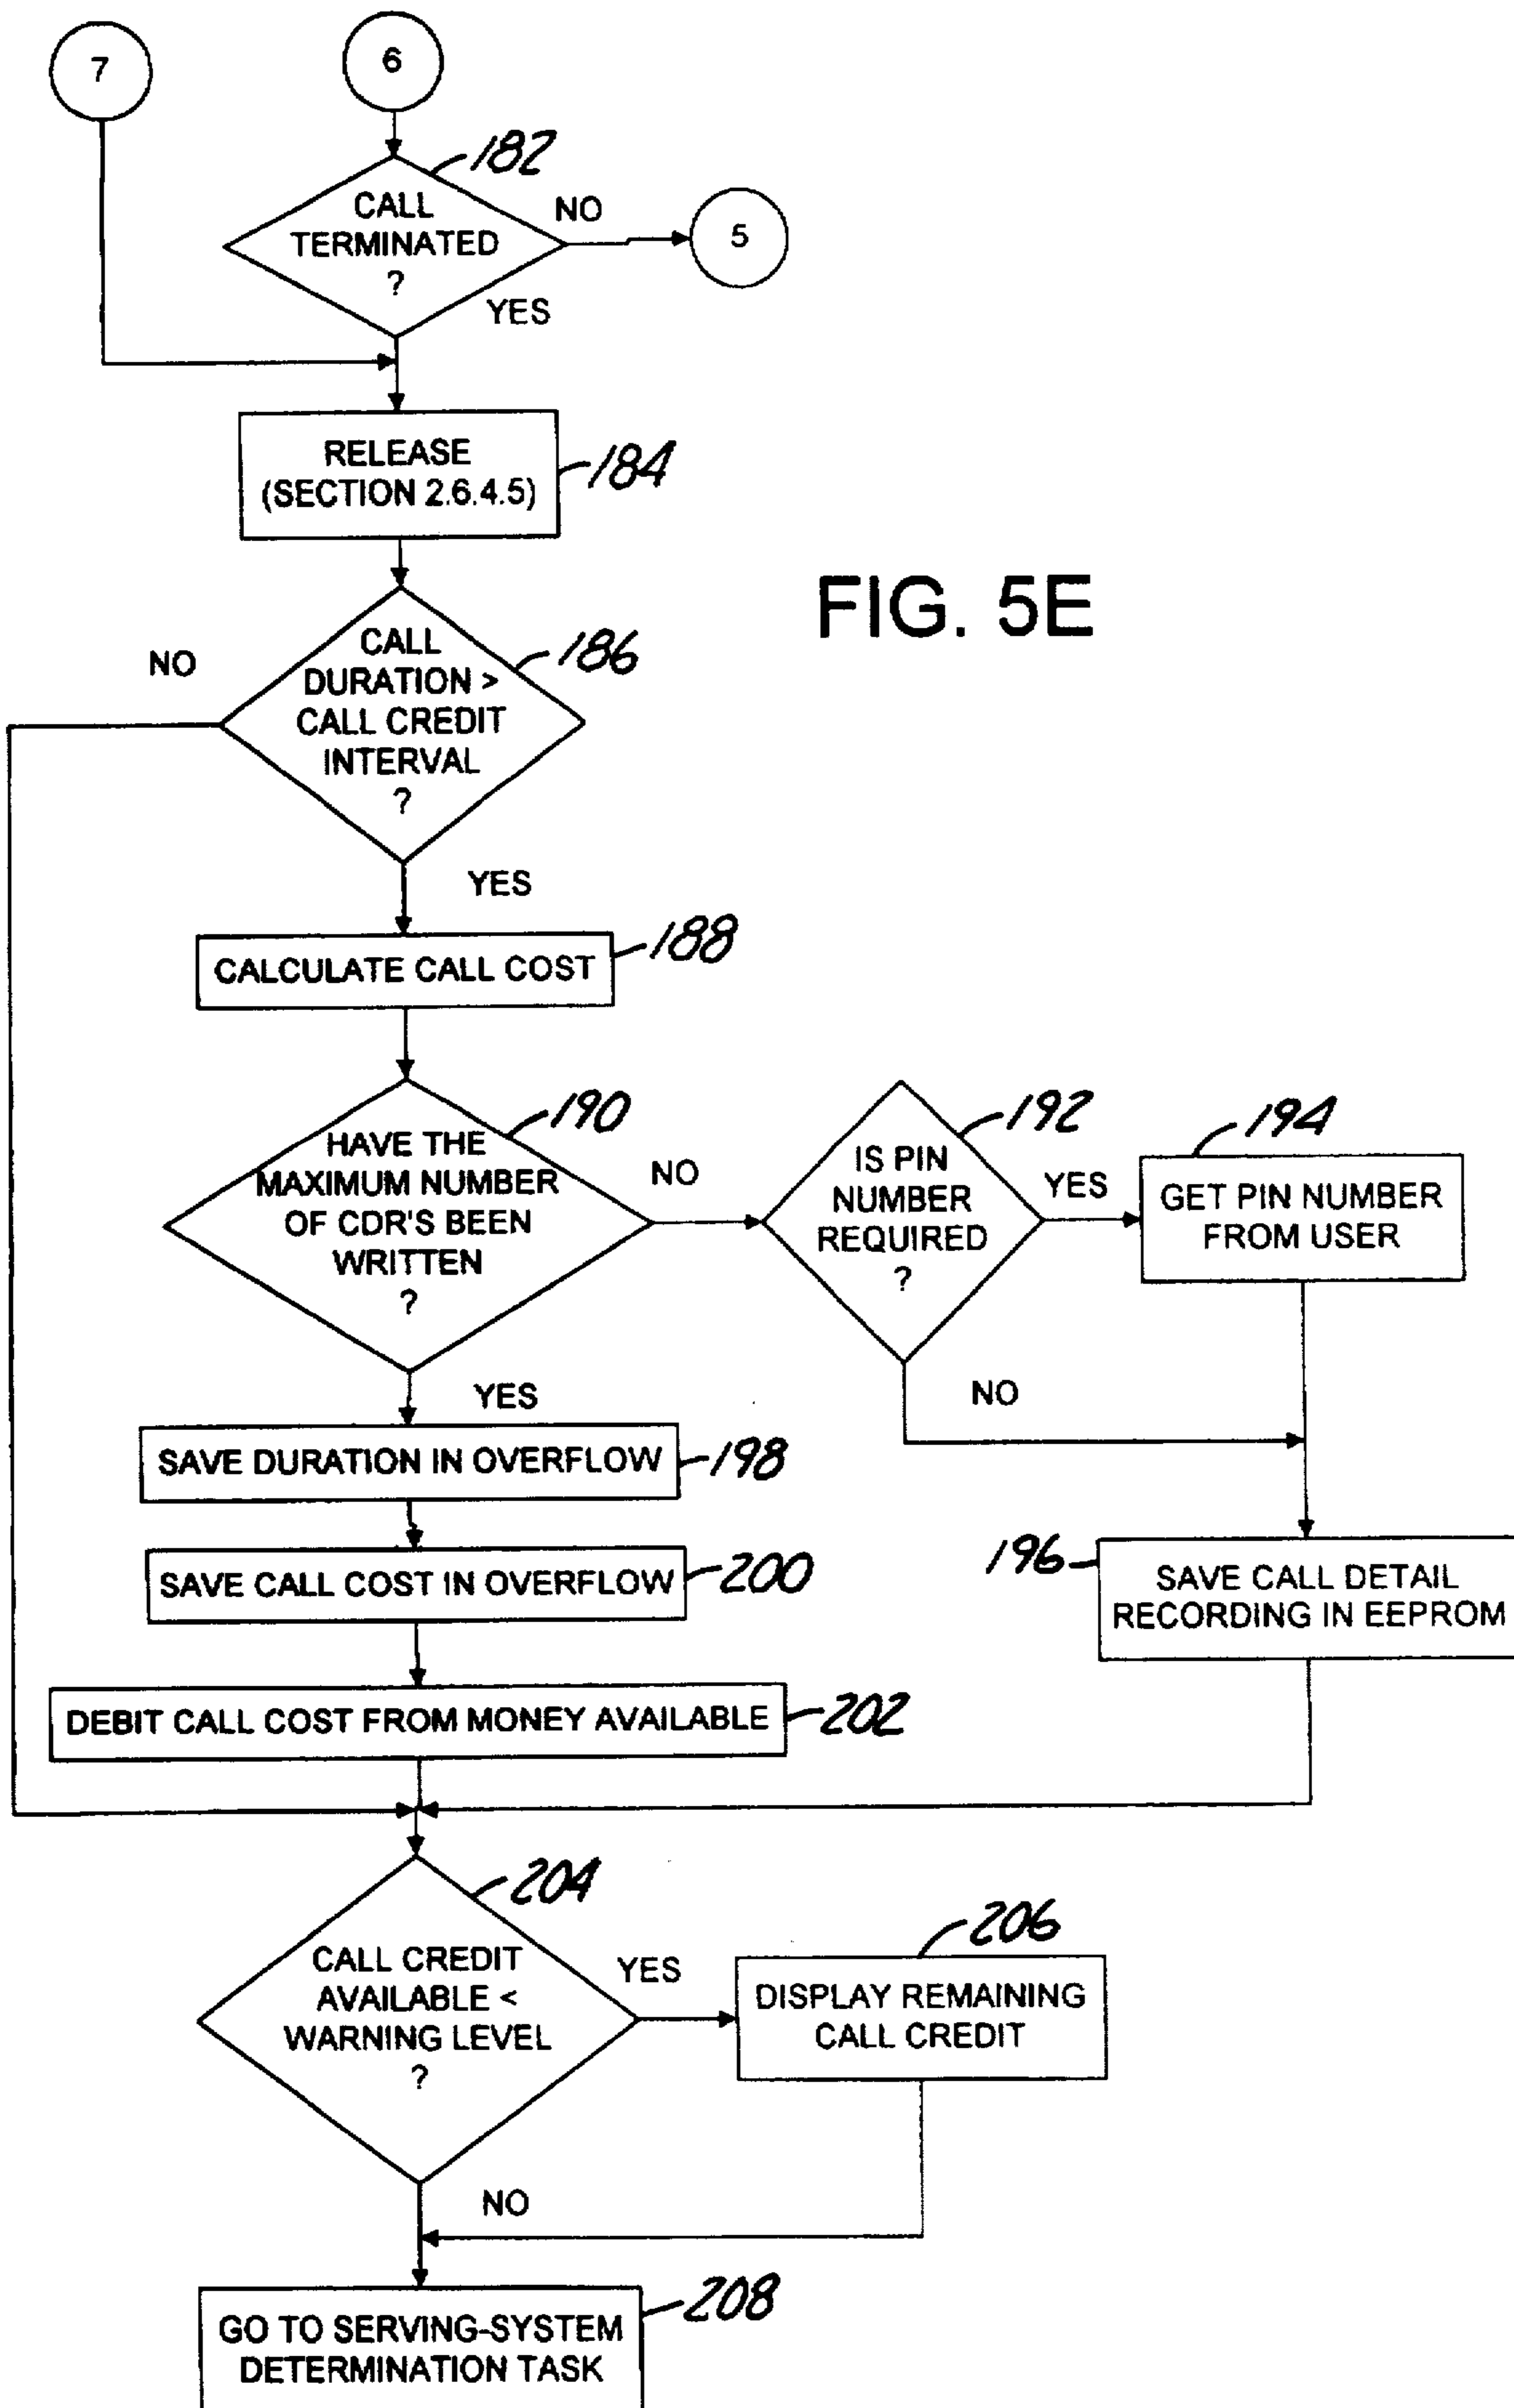 7
6
182
CALL
TERMINATED
?
NO
5
YES
RELEASE
(SECTION 2.6.4.5)
184
FIG. 5E
NO
CALL
DURATION >
CALL CREDIT
INTERVAL
?
186
YES
CALCULATE CALL COST
188
HAVE THE
MAXIMUM NUMBER
OF CDR'S BEEN
WRITTEN
?
190
NO
IS PIN
NUMBER
REQUIRED
?
192
YES
194
GET PIN NUMBER
FROM USER
NO
YES
SAVE DURATION IN OVERFLOW
198
SAVE CALL COST IN OVERFLOW
200
196
SAVE CALL DETAIL
RECORDING IN EEPROM
DEBIT CALL COST FROM MONEY AVAILABLE
202
204
CALL CREDIT
AVAILABLE <
WARNING LEVEL
?
YES
206
DISPLAY REMAINING
CALL CREDIT
NO
GO TO SERVING-SYSTEM
DETERMINATION TASK
208